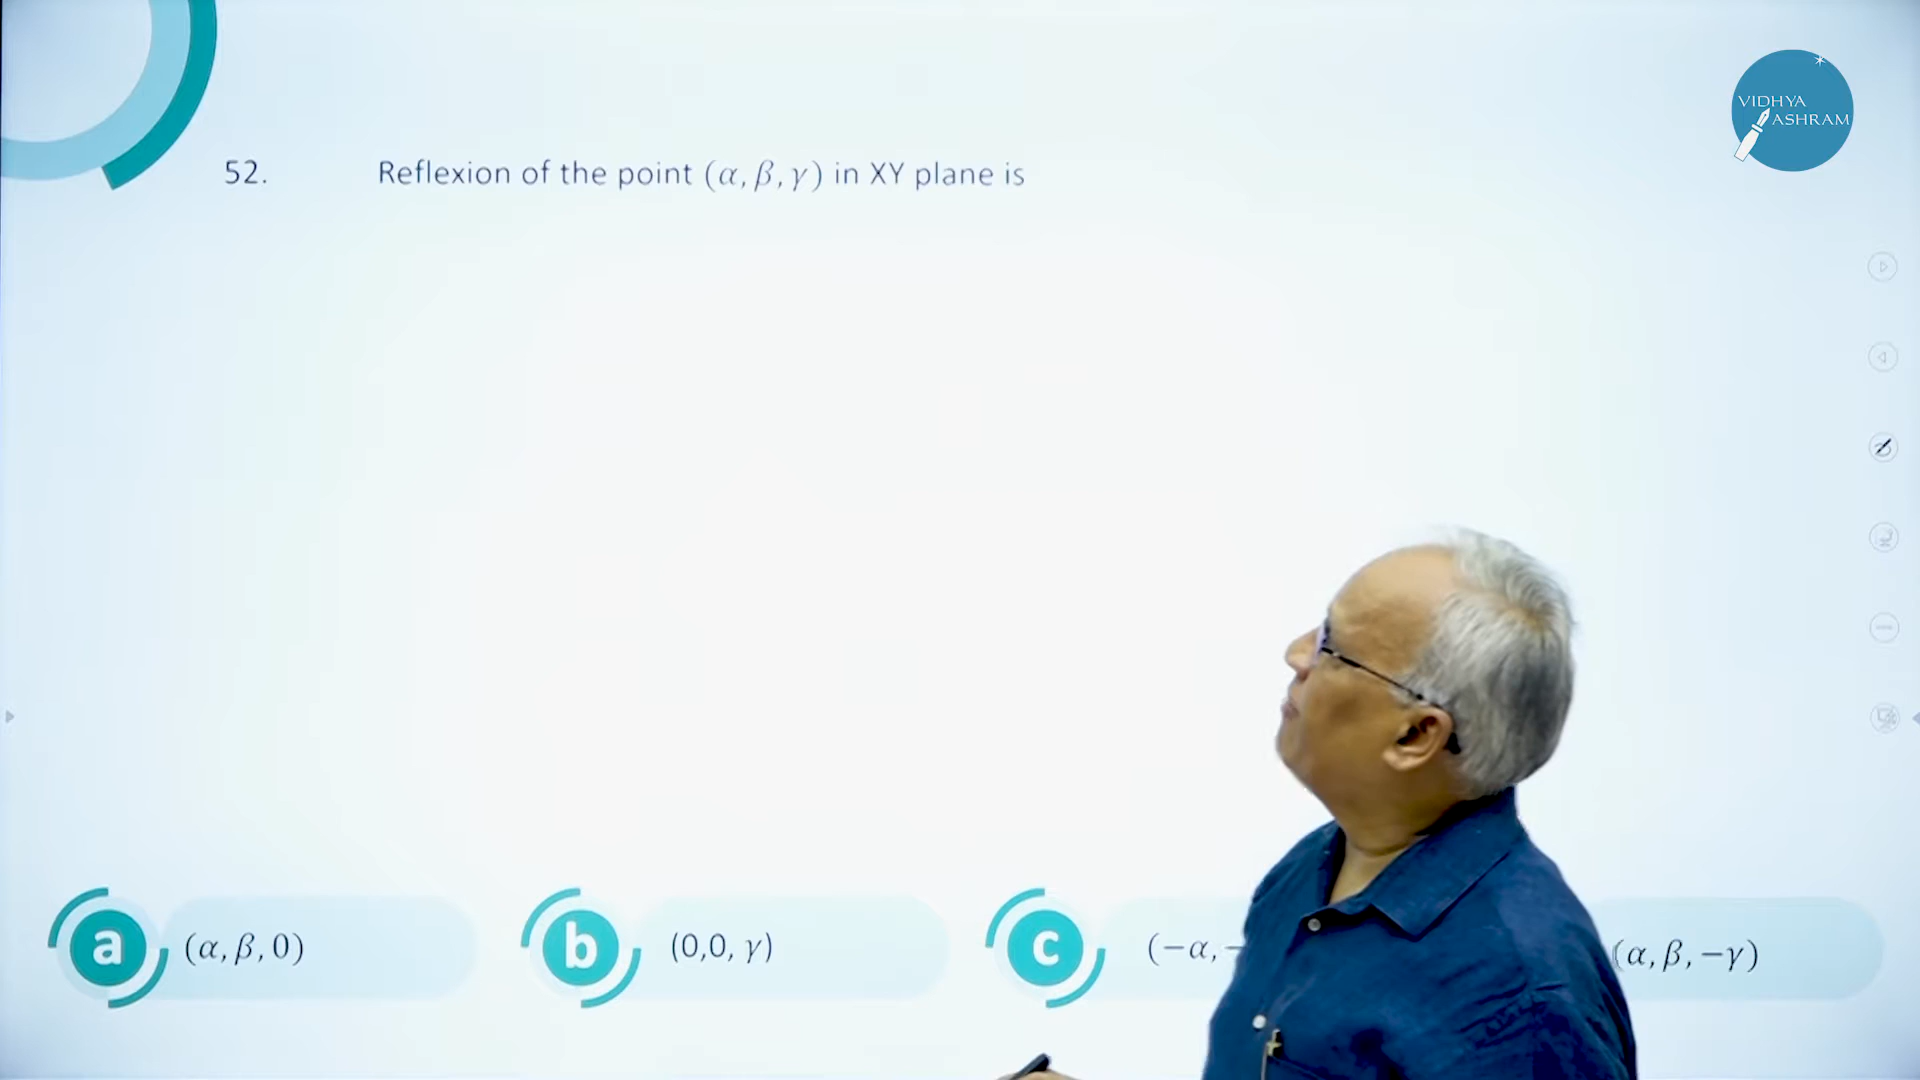 VIDHYA
ASHRAM
52. Reflexion of the point (α, β, γ) in XY plane is
a (α, β, 0)
b (0,0, γ)
c (−α, −
(α, β, −γ)